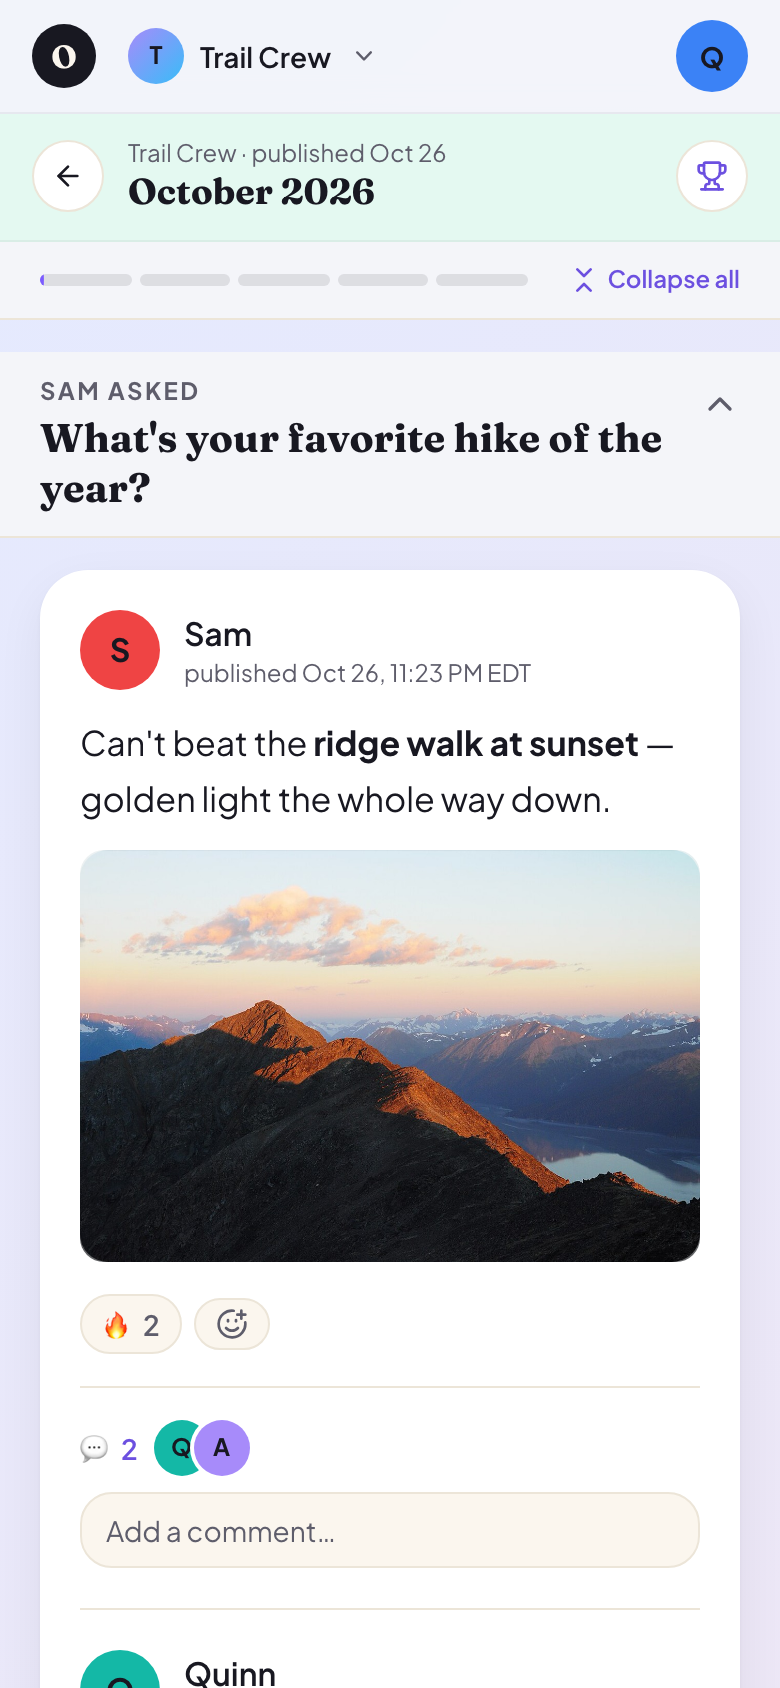 O
T
Trail Crew
Q
Trail Crew · published Oct 26
October 2026
Collapse all
SAM ASKED
What's your favorite hike of the
year?
S
Sam
published Oct 26, 11:23 PM EDT
Can't beat the ridge walk at sunset —
golden light the whole way down.
2
2
Q
A
Add a comment...
Quinn